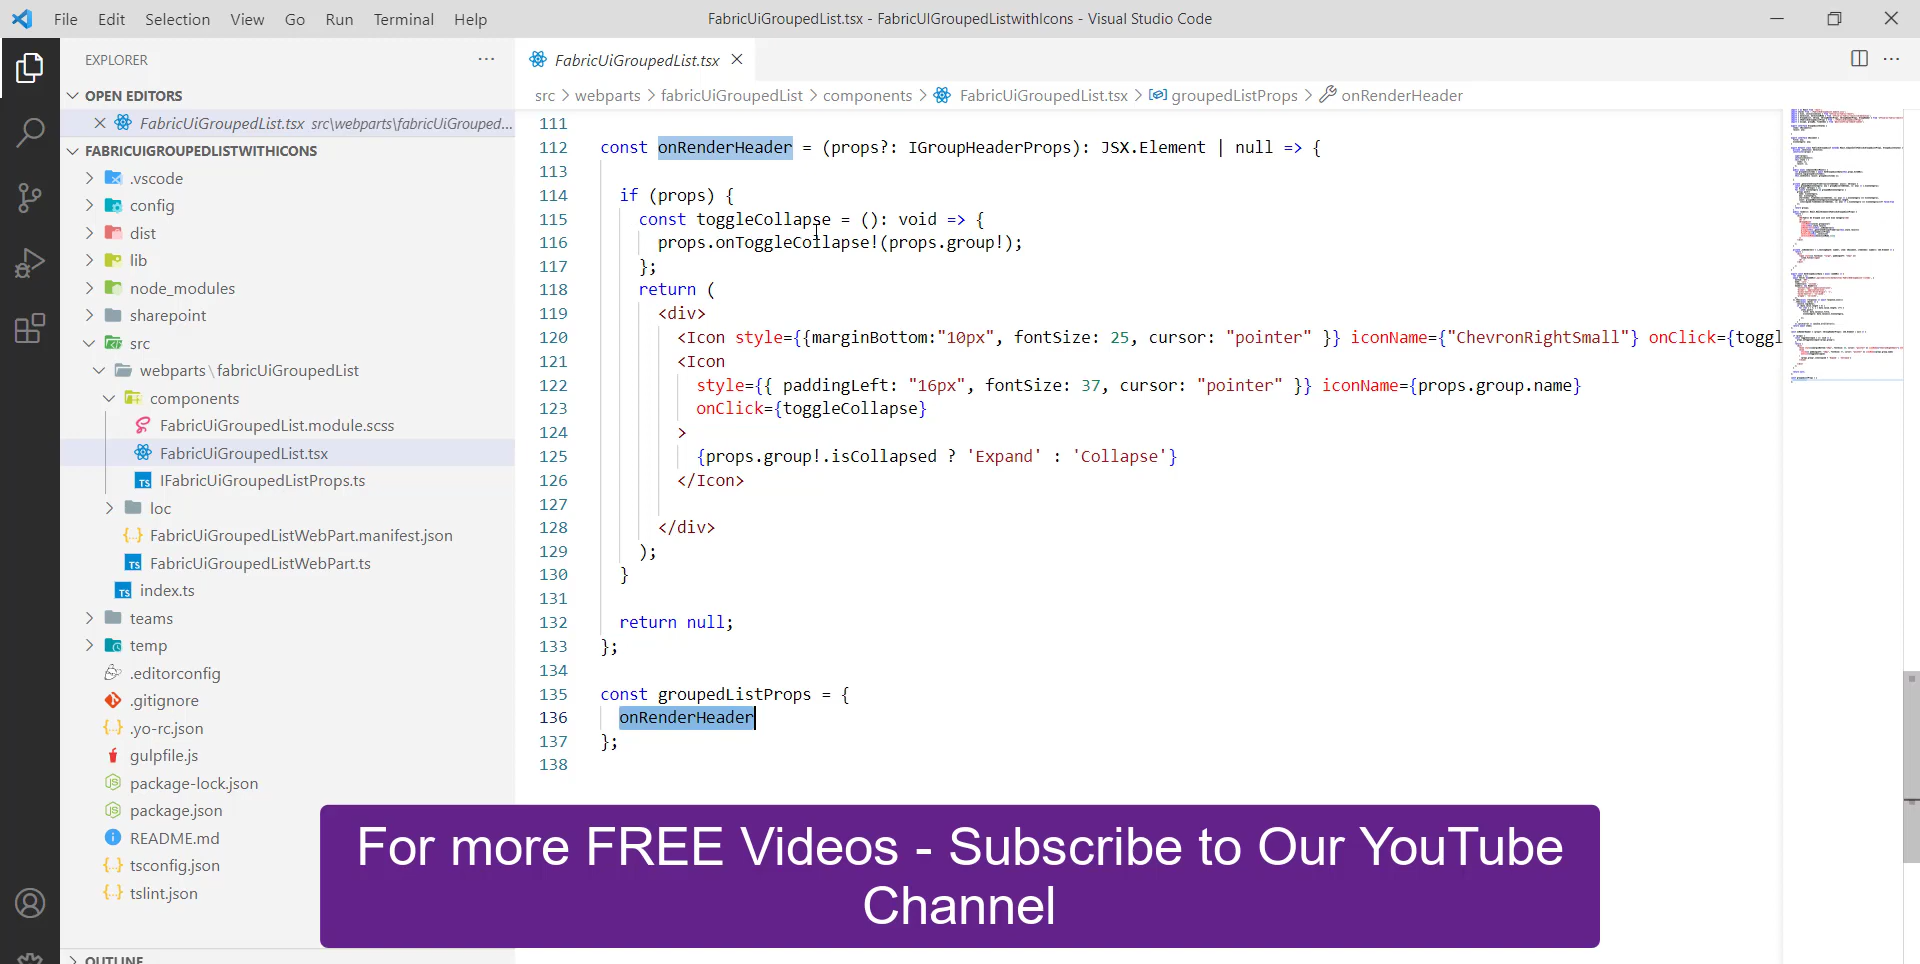 File Edit Selection View Go Run Terminal Help
FabricUiGroupedList.tsx - FabricUIGroupedListwithIcons - Visual Studio Code
EXPLORER
OPEN EDITORS
FabricUiGroupedList.tsx src\webparts\fabricUiGrouped...
FABRICUIGROUPEDLISTWITHICONS
.vscode
config
dist
lib
node_modules
sharepoint
src
webparts\fabricUiGroupedList
components
FabricUiGroupedList.module.scss
FabricUiGroupedList.tsx
IFabricUiGroupedListProps.ts
loc
FabricUiGroupedListWebPart.manifest.json
FabricUiGroupedListWebPart.ts
index.ts
teams
temp
.editorconfig
.gitignore
.yo-rc.json
gulpfile.js
package-lock.json
package.json
README.md
tsconfig.json
tslint.json
OUTLINE
FabricUiGroupedList.tsx
src > webparts > fabricUiGroupedList > components > FabricUiGroupedList.tsx > groupedListProps > onRenderHeader
111
112 const onRenderHeader = (props?: IGroupHeaderProps): JSX.Element | null => {
113
114 if (props) {
115 const toggleCollapse = (): void => {
116 props.onToggleCollapse!(props.group!);
117 };
118 return (
119 <div>
120 <Icon style={{marginBottom:"10px", fontSize: 25, cursor: "pointer" }} iconName={"ChevronRightSmall"} onClick={toggl
121 <Icon
122 style={{ paddingLeft: "16px", fontSize: 37, cursor: "pointer" }} iconName={props.group.name}
123 onClick={toggleCollapse}
124 >
125 {props.group!.isCollapsed ? 'Expand' : 'Collapse'}
126 </Icon>
127
128 </div>
129 );
130 }
131
132 return null;
133 };
134
135 const groupedListProps = {
136 onRenderHeader
137 };
138
For more FREE Videos - Subscribe to Our YouTube
Channel